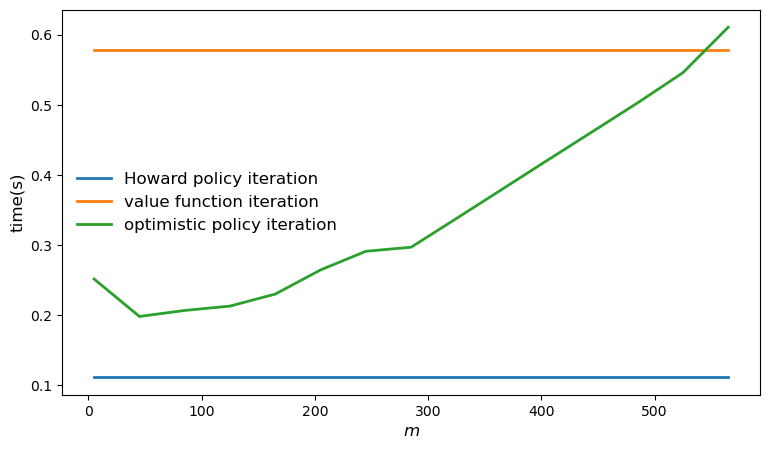 0.6
0.5
0.4
0.3
0.2
0.1
time(s)
Howard policy iteration
value function iteration
optimistic policy iteration
0 100 200 300 400 500
m